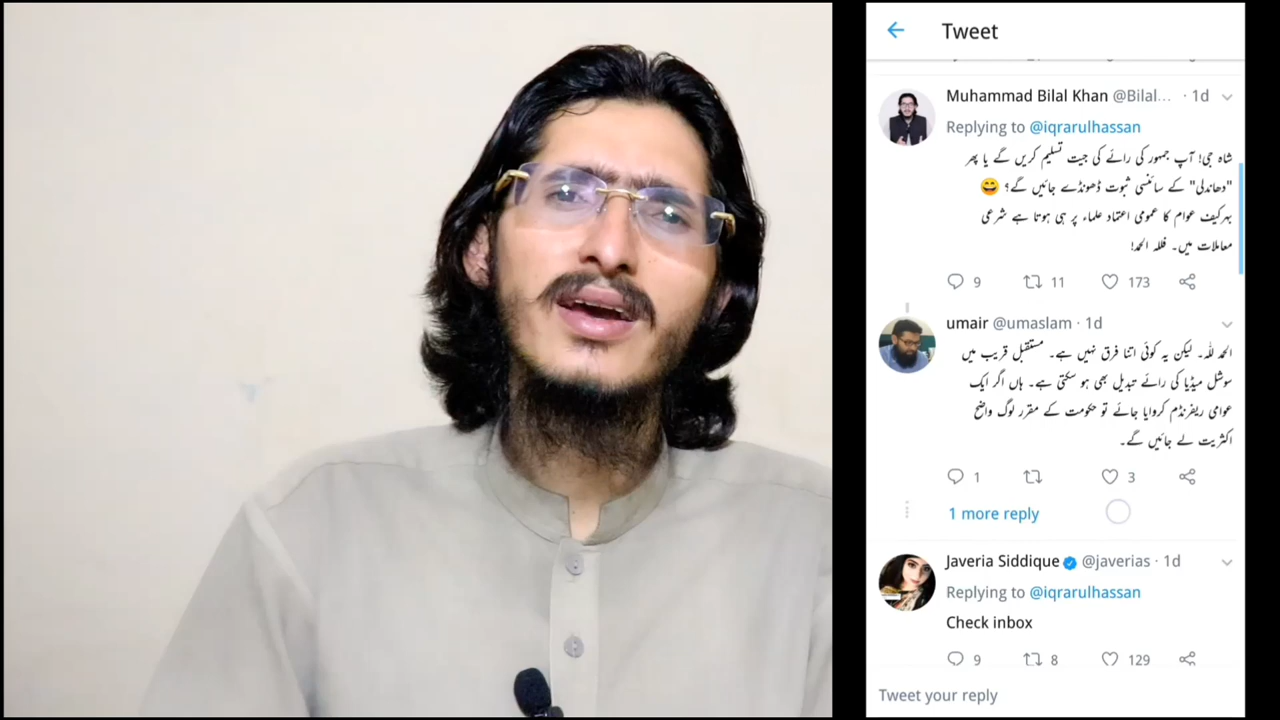 Tweet
Muhammad Bilal Khan @Bilal... · 1d
Replying to @iqrarulhassan
شاہ جی! آپ جمہور کی رائے کی جیت تسلیم کریں گے یا پھر
"دھاندلی" کے سائنسی ثبوت ڈھونڈے جائیں گے؟ 😄
بہرکیف عوام کا عمومی اعتماد علماء پر ہی ہوتا ہے شرعی
معاملات میں۔ فللہ الحمد!
9 11 173
umair @umaslam · 1d
الحمد للہ۔ لیکن یہ کوئی اتنا فرق نہیں ہے۔ مستقبل قریب میں
سوشل میڈیا کی رائے تبدیل بھی ہو سکتی ہے۔ ہاں اگر ایک
عوامی ریفرنڈم کروایا جائے تو حکومت کے مقرر لوگ واضح
اکثریت لے جائیں گے۔
1 3
1 more reply
Javeria Siddique @javerias · 1d
Replying to @iqrarulhassan
Check inbox
9 8 129
Tweet your reply